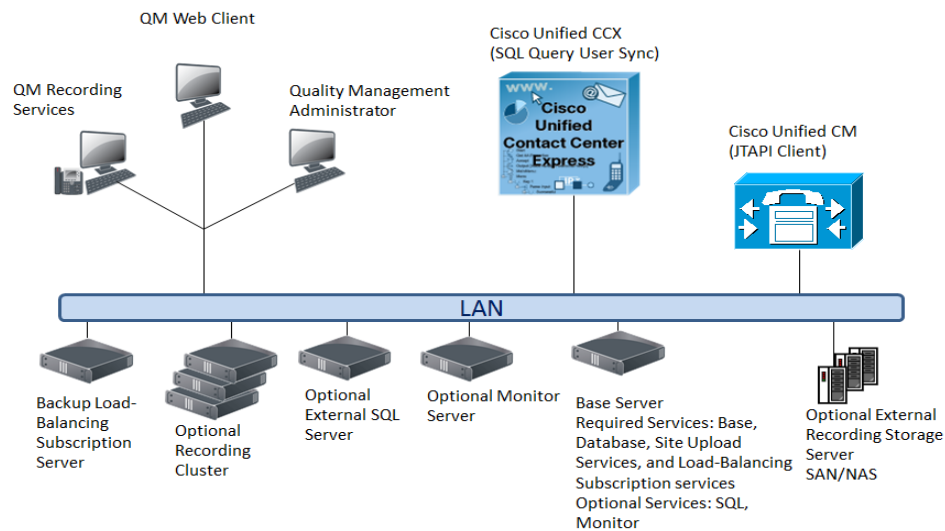 QM Web Client
Cisco Unified CCX
(SQL Query User Sync)
QM Recording
Services
Quality Management
Administrator
www.
Cisco
Unified
Contact Center
Express
Cisco Unified CM
(JTAPI Client)
LAN
Backup Load-
Balancing
Subscription
Server
Optional
Recording
Cluster
Optional
External SQL
Server
Optional Monitor
Server
Base Server
Required Services: Base,
Database, Site Upload
Services, and Load-Balancing
Subscription services
Optional Services: SQL,
Monitor
Optional External
Recording Storage
Server
SAN/NAS